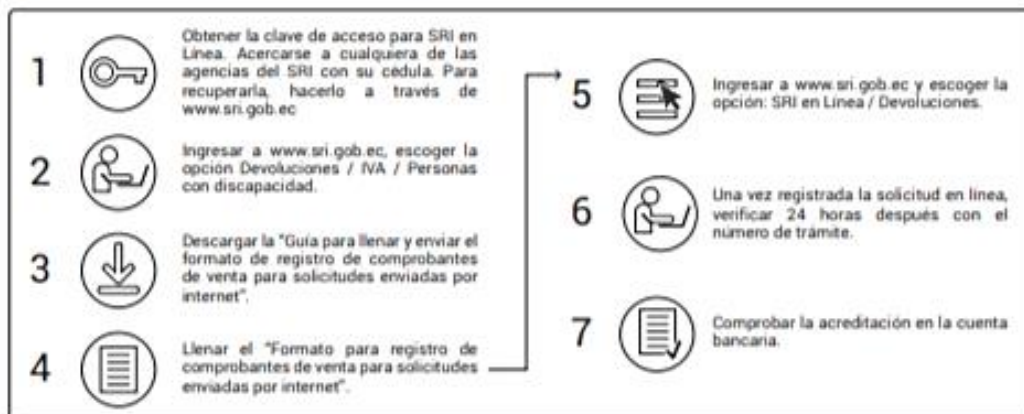 1
Obtener la clave de acceso para SRI en
Línea. Acercarse a cualquiera de las
agencias del SRI con su cédula. Para
recuperarla, hacerlo a través de
www.sri.gob.ec
2
Ingresar a www.sri.gob.ec, escoger la
opción Devoluciones / IVA / Personas
con discapacidad.
3
Descargar la "Guía para llenar y enviar el
formato de registro de comprobantes
de venta para solicitudes enviadas por
internet".
4
Llenar el "Formato para registro de
comprobantes de venta para solicitudes
enviadas por internet".
5
Ingresar a www.sri.gob.ec y escoger la
opción: SRI en Línea / Devoluciones.
6
Una vez registrada la solicitud en línea,
verificar 24 horas después con el
número de trámite.
7
Comprobar la acreditación en la cuenta
bancaria.